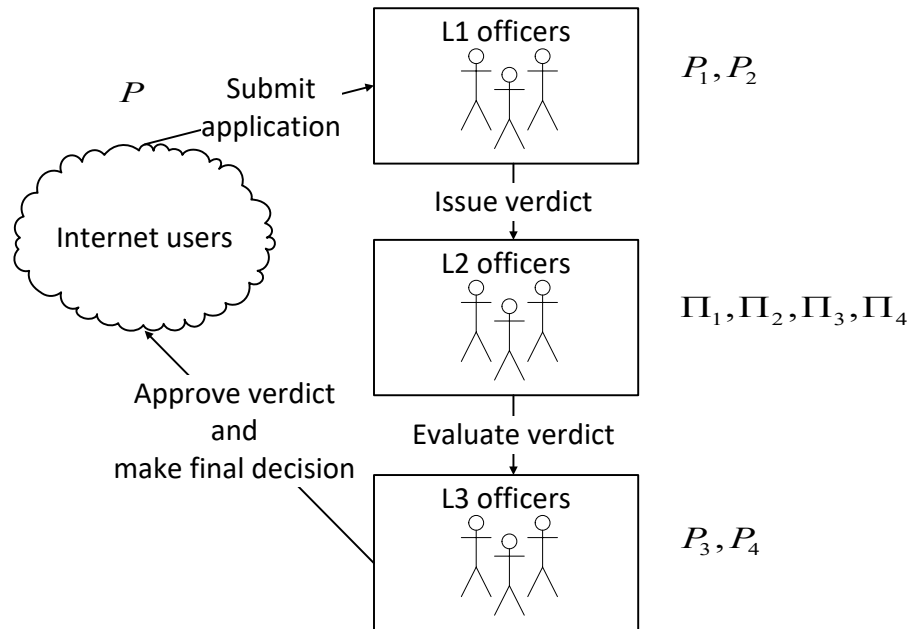 L1 officers
P
Submit
application
P₁, P₂
Issue verdict
Internet users
L2 officers
Π₁, Π₂, Π₃, Π₄
Approve verdict
and
make final decision
Evaluate verdict
L3 officers
P₃, P₄